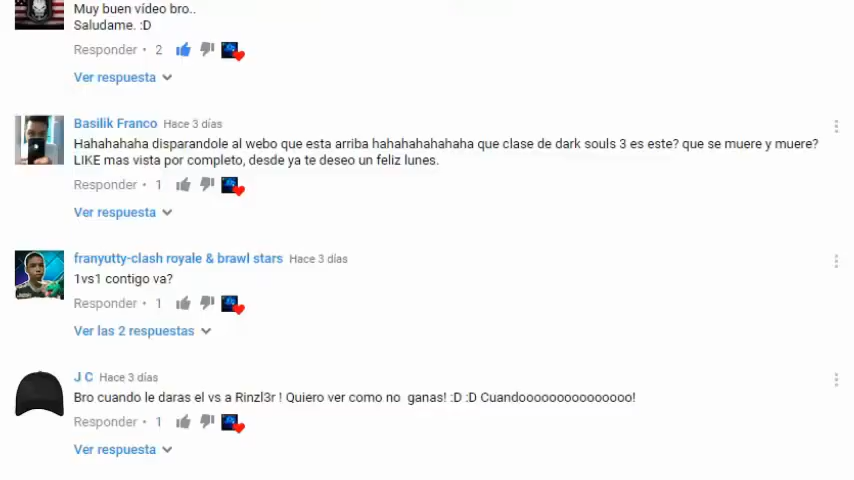 Muy buen vídeo bro..
Saludame. :D
Responder • 2
Ver respuesta
Basilik Franco Hace 3 días
Hahahahaha disparandole al webo que esta arriba hahahahahahaha que clase de dark souls 3 es este? que se muere y muere?
LIKE mas vista por completo, desde ya te deseo un feliz lunes.
Responder • 1
Ver respuesta
franyutty-clash royale & brawl stars Hace 3 días
1vs1 contigo va?
Responder • 1
Ver las 2 respuestas
J C Hace 3 días
Bro cuando le daras el vs a Rinzl3r ! Quiero ver como no ganas! :D :D Cuandooooooooooooooo!
Responder • 1
Ver respuesta